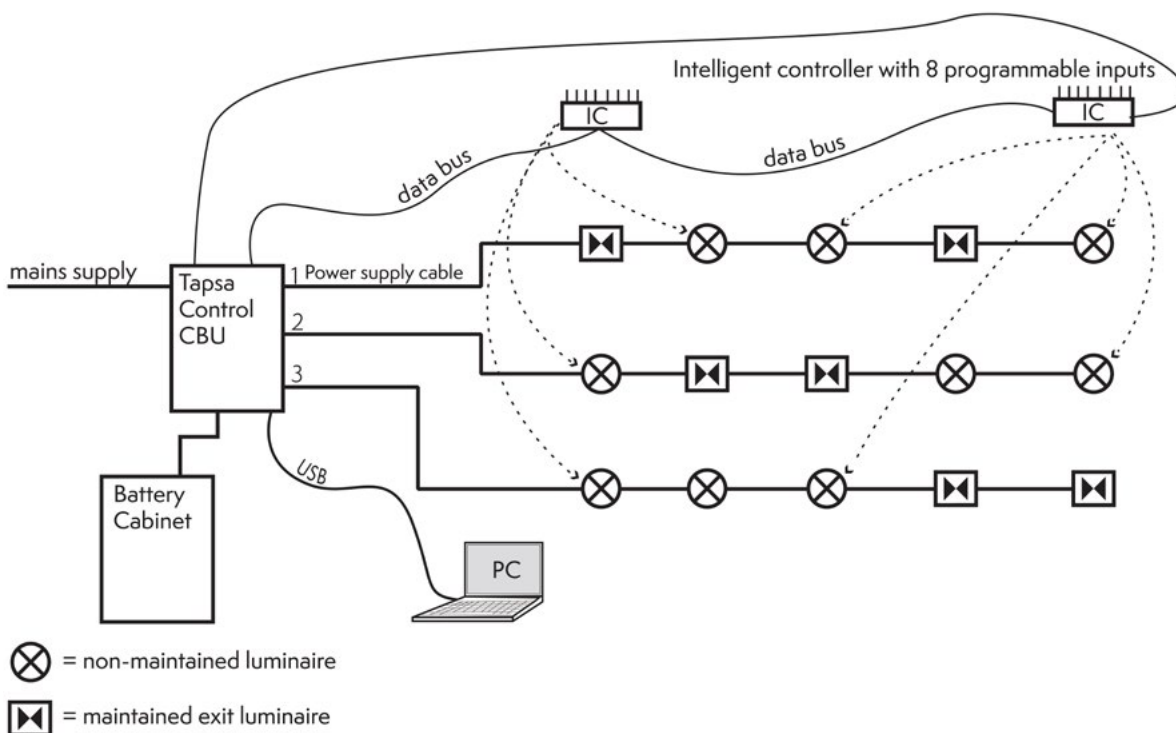 Intelligent controller with 8 programmable inputs
IC
IC
data bus
data bus
mains supply
Tapsa
Control
CBU
1 Power supply cable
2
3
USB
Battery
Cabinet
PC
= non-maintained luminaire
= maintained exit luminaire